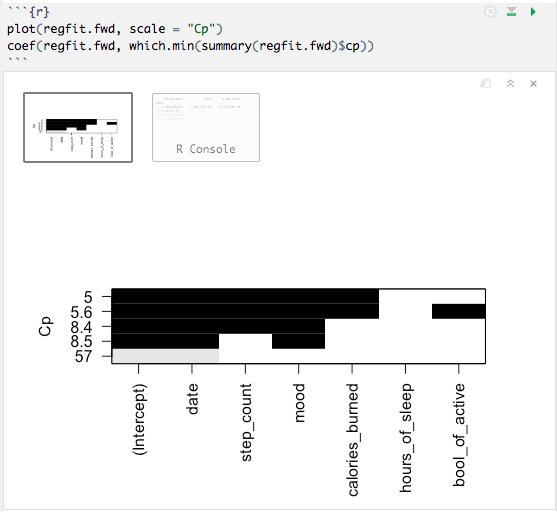 ```{r}
plot(regfit.fwd, scale = "Cp")
coef(regfit.fwd, which.min(summary(regfit.fwd)$cp))
```
R Console
Cp
5
5.6
8.4
8.5
57
(Intercept)
date
step_count
mood
calories_burned
hours_of_sleep
bool_of_active